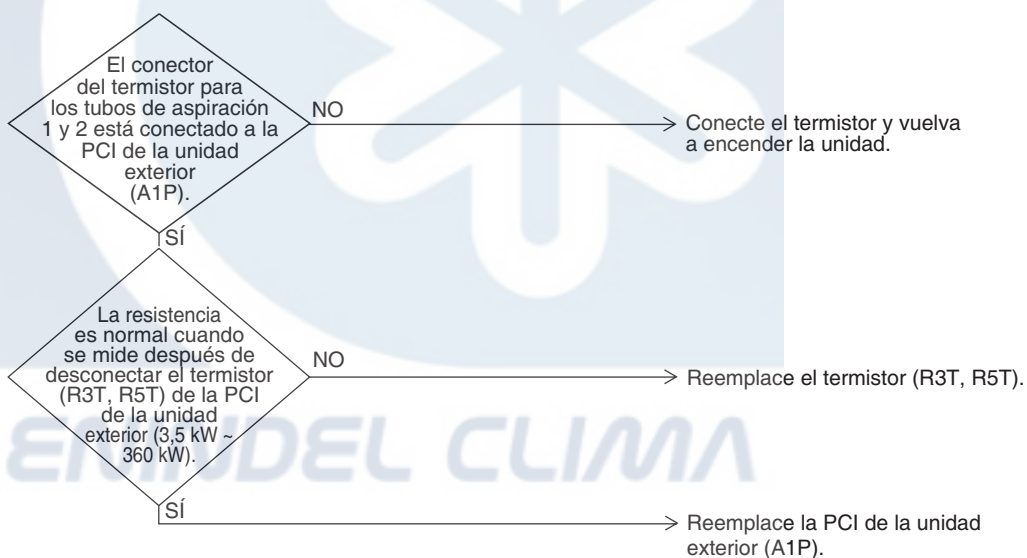 El conector
del termistor para
los tubos de aspiración
1 y 2 está conectado a la
PCI de la unidad
exterior
(A1P).
NO
Conecte el termistor y vuelva
a encender la unidad.
SÍ
La resistencia
es normal cuando
se mide después de
desconectar el termistor
(R3T, R5T) de la PCI
de la unidad
exterior (3,5 kW ~
360 kW).
NO
Reemplace el termistor (R3T, R5T).
SÍ
Reemplace la PCI de la unidad
exterior (A1P).
EMINDEL CLIMA